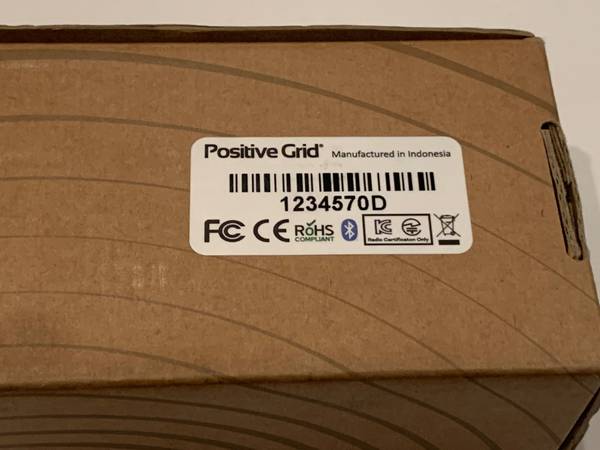 Positive Grid® Manufactured in Indonesia
1234570D
FC CE RoHS
COMPLIANT
Radio Certification Only